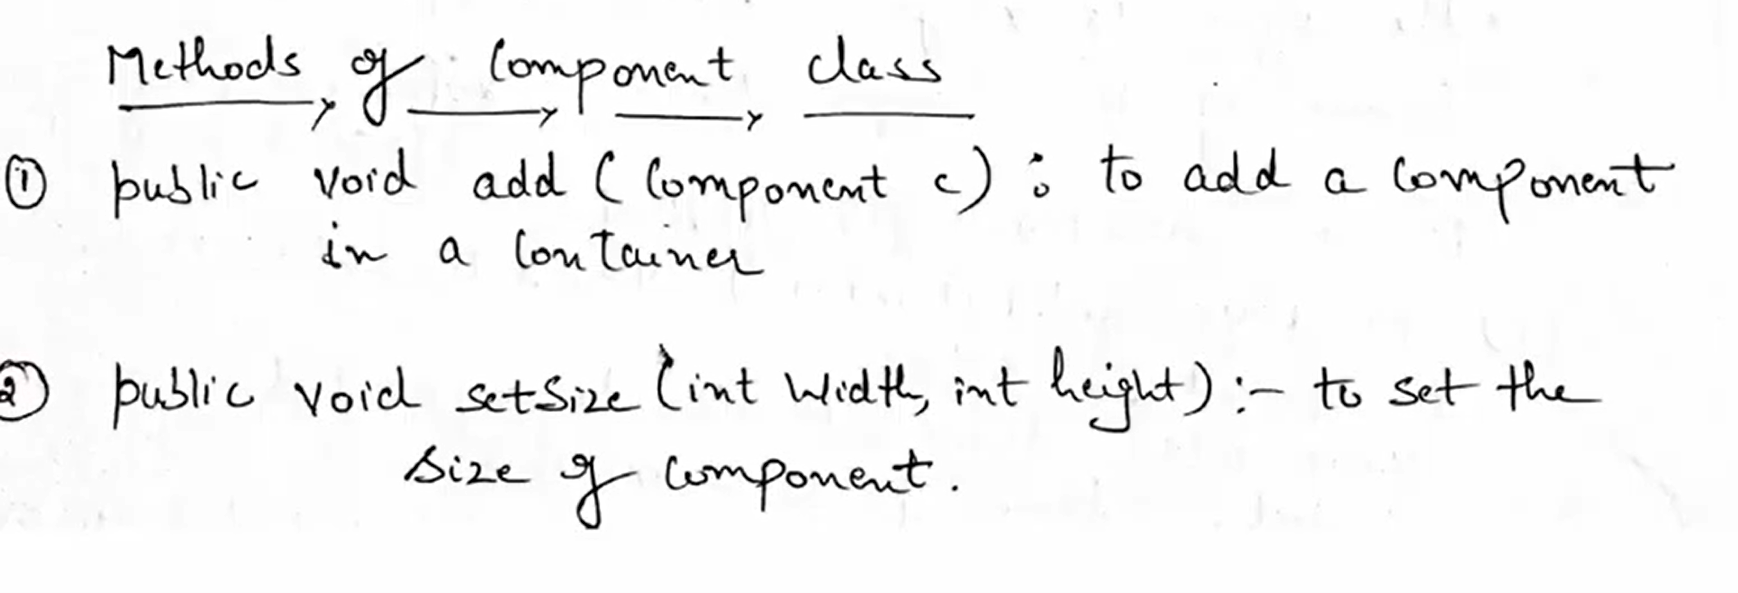 Methods of Component class
① public void add (Component c) : to add a Component
in a Container
② public void setSize (int width, int height) :- to set the
size of component.